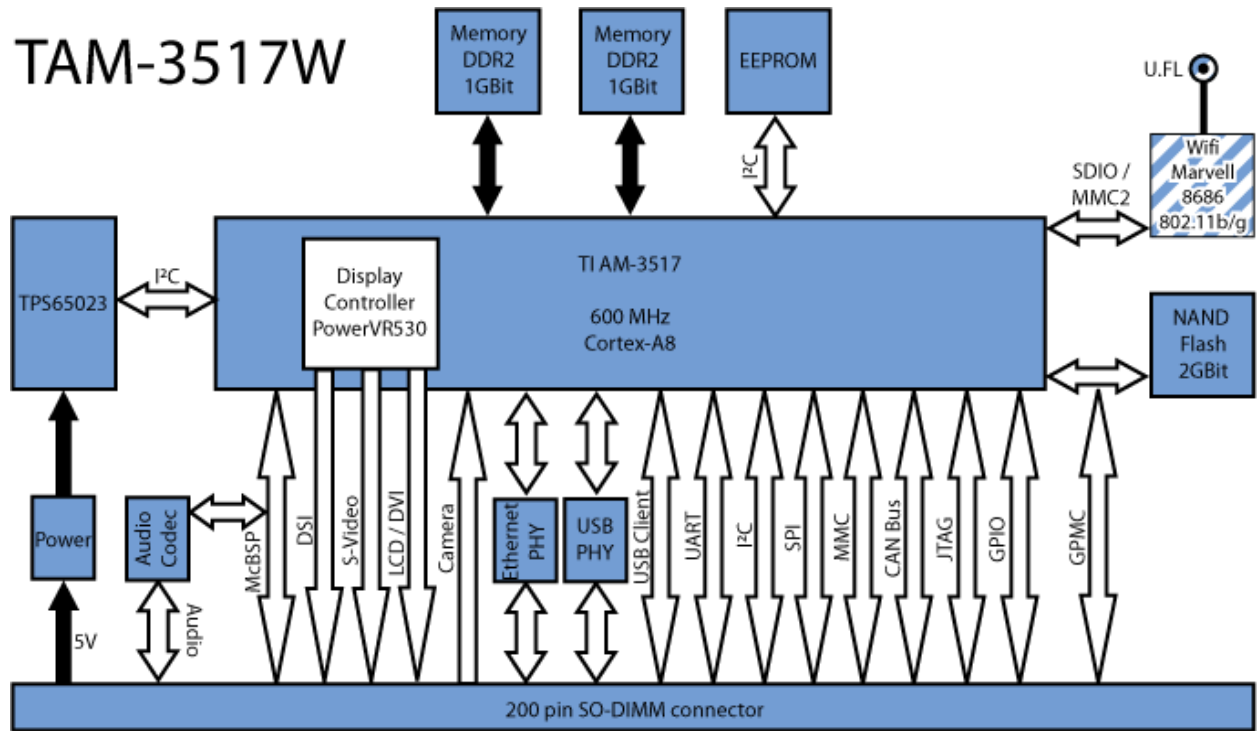 TAM-3517W
Memory
DDR2
1GBit
Memory
DDR2
1GBit
EEPROM
U.FL
I²C
SDIO /
MMC2
Wifi
Marvell
8686
802.11b/g
TPS65023
I²C
Display
Controller
PowerVR530
TI AM-3517
600 MHz
Cortex-A8
NAND
Flash
2GBit
Power
Audio
Codec
McBSP
DSI
S-Video
LCD / DVI
Camera
Ethernet
PHY
USB
PHY
USB Client
UART
I²C
SPI
MMC
CAN Bus
JTAG
GPIO
GPMC
5V
Audio
200 pin SO-DIMM connector